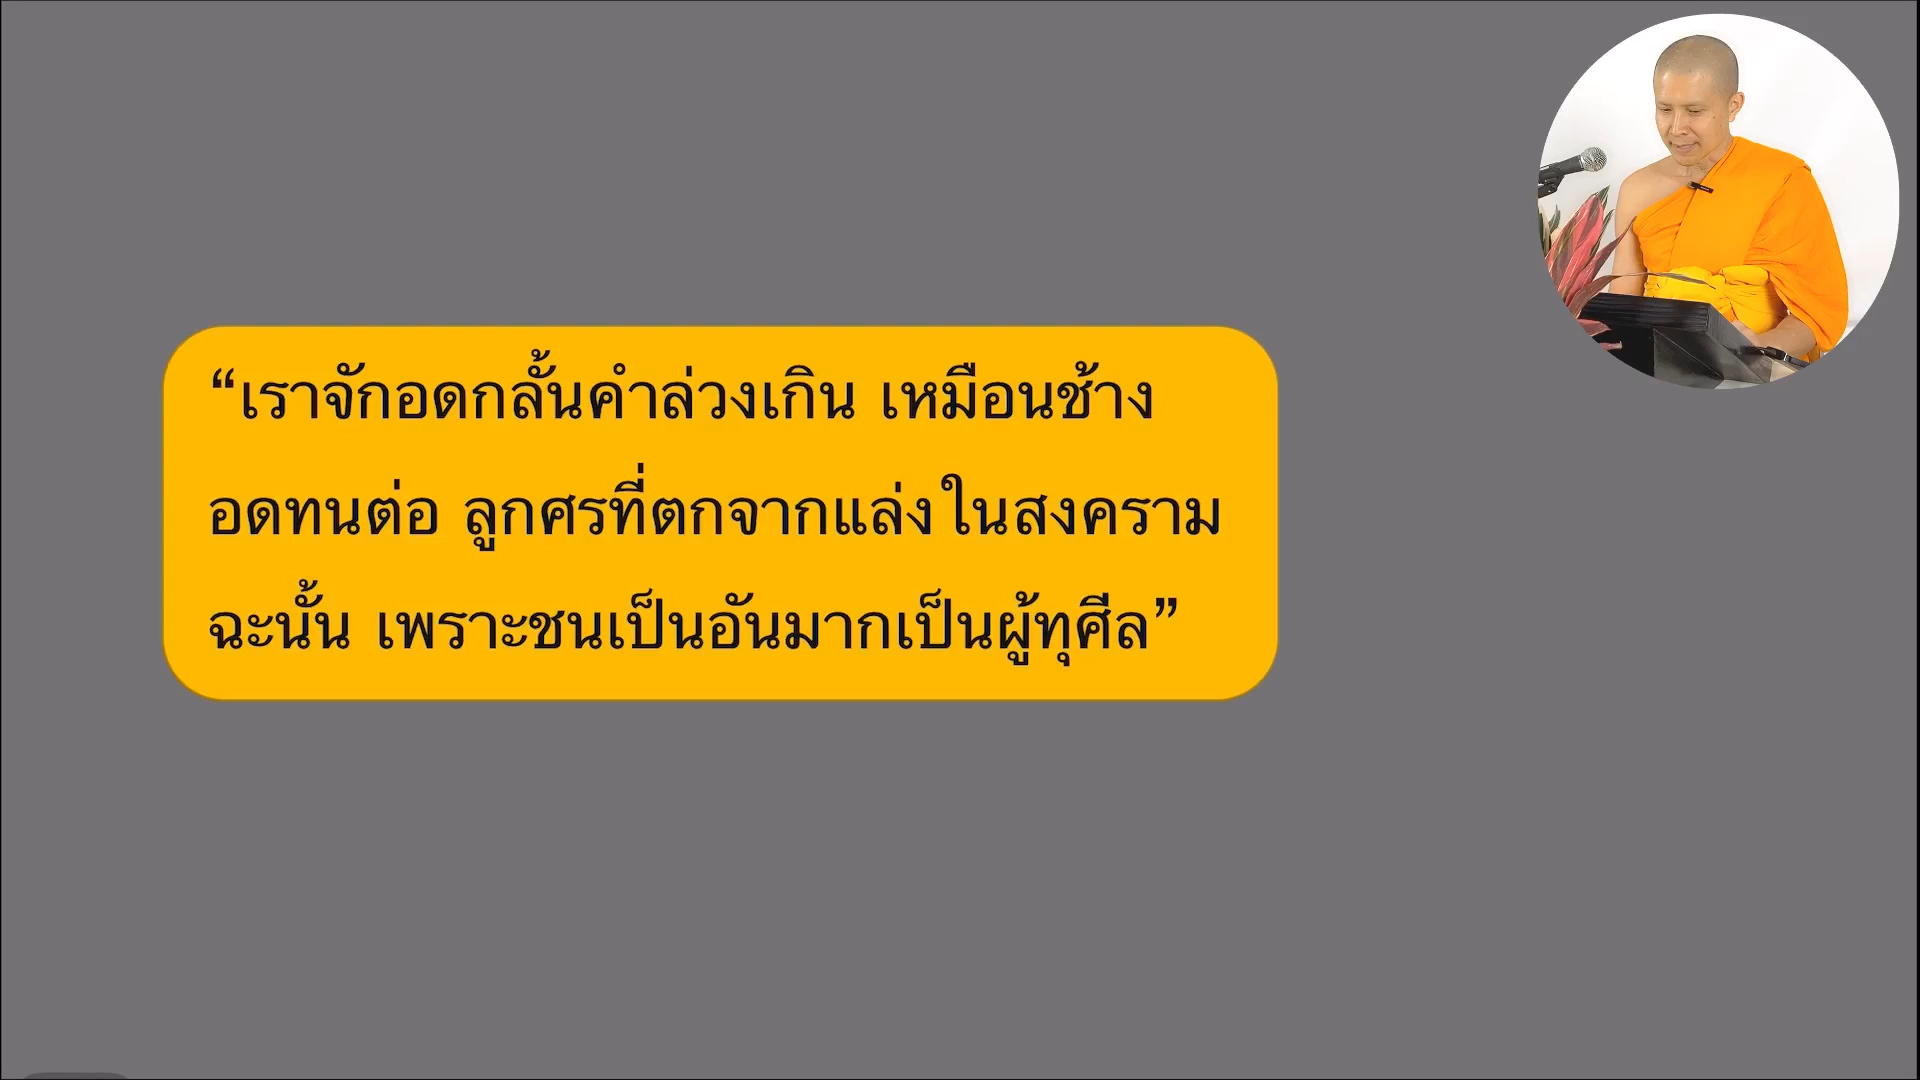 “เราจักอดกลั้นคำล่วงเกิน เหมือนช้าง
อดทนต่อ ลูกศรที่ตกจากแล่งในสงคราม
ฉะนั้น เพราะชนเป็นอันมากเป็นผู้ทุศีล”